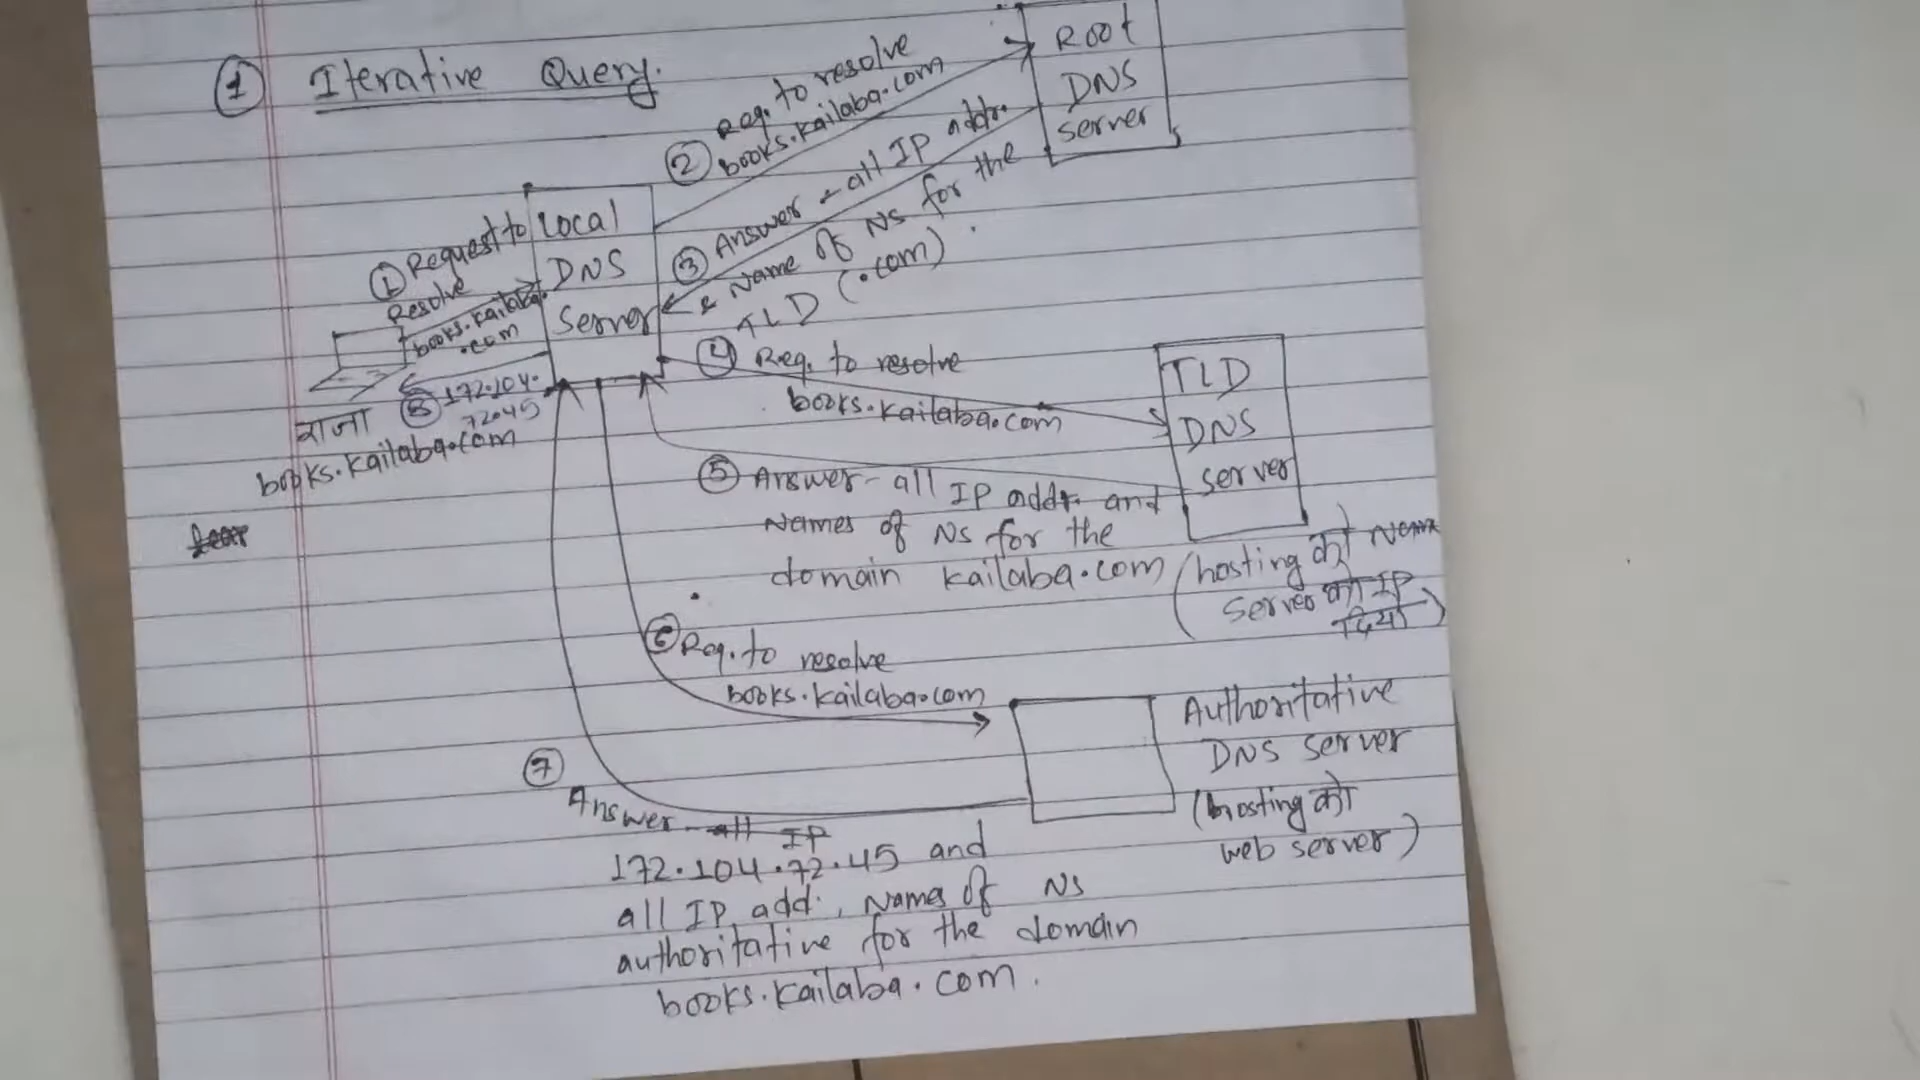 ① Iterative Query.
② Req. to resolve
books.kailaba.com
Root
DNS
server
① Request to
Resolve
books.kailaba
.com
Local
DNS
Server
③ Answer - all IP addr.
& Name of NS for the
TLD (.com)
④ Req. to resolve
books.kailaba.com
TLD
DNS
server
⑧ 172.104.
72045
राजा
books.kailaba.com
⑤ Answer - all IP addr and
Names of NS for the
domain kailaba.com
(hosting को Name
Server को IP
दियो)
⑥ Req. to resolve
books.kailaba.com
Authoritative
DNS server
(hosting को
web server)
⑦
Answer - all IP
172.104.72.45 and
all IP add., Names of NS
authoritative for the domain
books.kailaba.com.